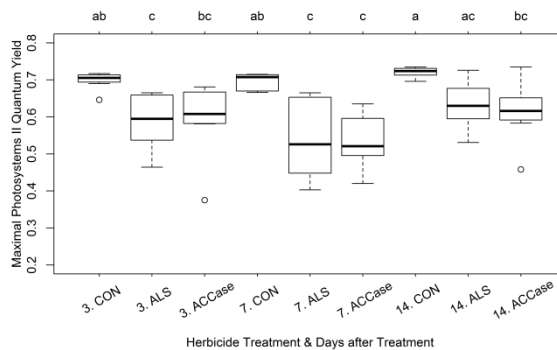 ab c bc ab c c a ac bc
Maximal Photosystems II Quantum Yield
0.8
0.7
0.6
0.5
0.4
0.3
0.2
3. CON 3. ALS 3. ACCase 7. CON 7. ALS 7. ACCase 14. CON 14. ALS 14. ACCase
Herbicide Treatment & Days after Treatment